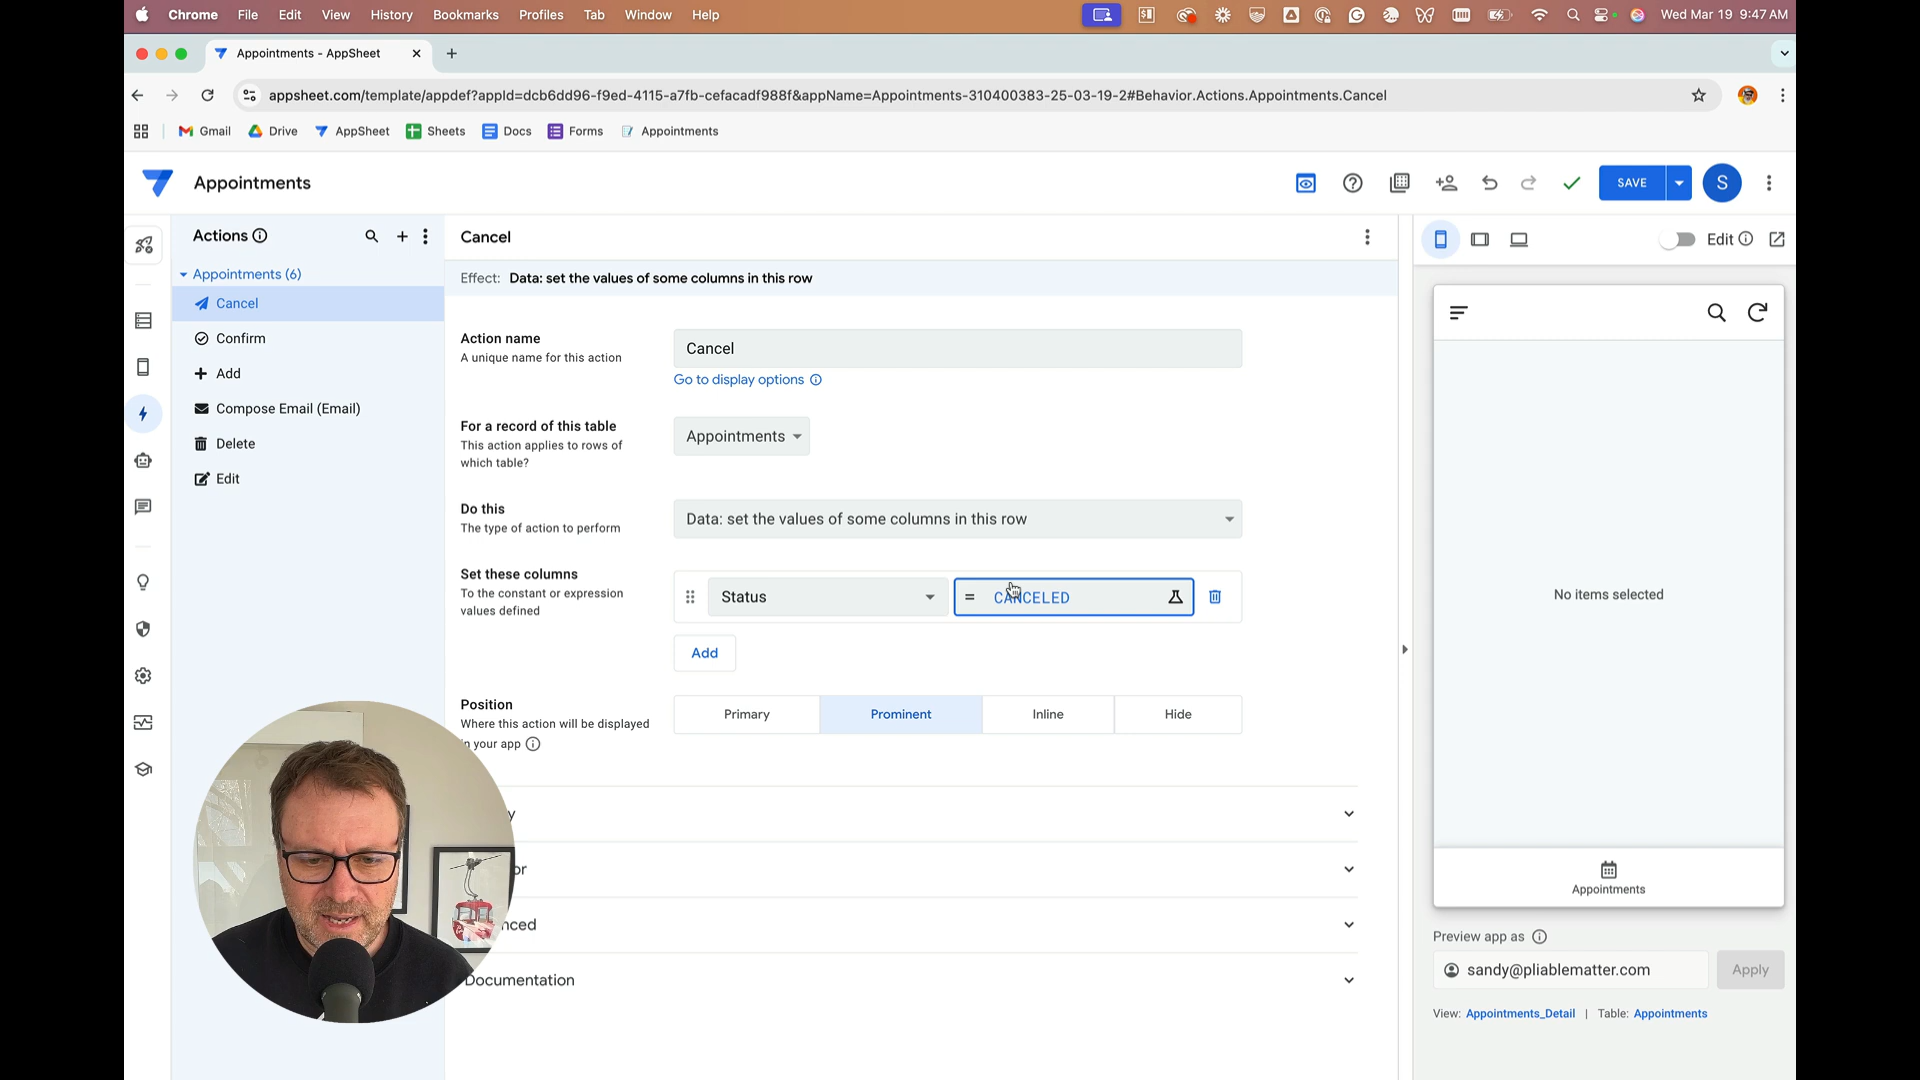 Chrome File Edit View History Bookmarks Profiles Tab Window Help Wed Mar 19 9:47 AM
Appointments - AppSheet
appsheet.com/template/appdef?appId=dcb6dd96-f9ed-4115-a7fb-cefacadf988f&appName=Appointments-310400383-25-03-19-2#Behavior.Actions.Appointments.Cancel
Gmail Drive AppSheet Sheets Docs Forms Appointments
Appointments
SAVE
S
Actions
Appointments (6)
Cancel
Confirm
Add
Compose Email (Email)
Delete
Edit
Cancel
Effect: Data: set the values of some columns in this row
Action name
A unique name for this action
Cancel
Go to display options
For a record of this table
This action applies to rows of
which table?
Appointments
Do this
The type of action to perform
Data: set the values of some columns in this row
Set these columns
To the constant or expression
values defined
Status
= CANCELED
Add
Position
Where this action will be displayed
n your app
Primary Prominent Inline Hide
y
or
nced
Documentation
Edit
No items selected
Appointments
Preview app as
sandy@pliablematter.com
Apply
View: Appointments_Detail | Table: Appointments